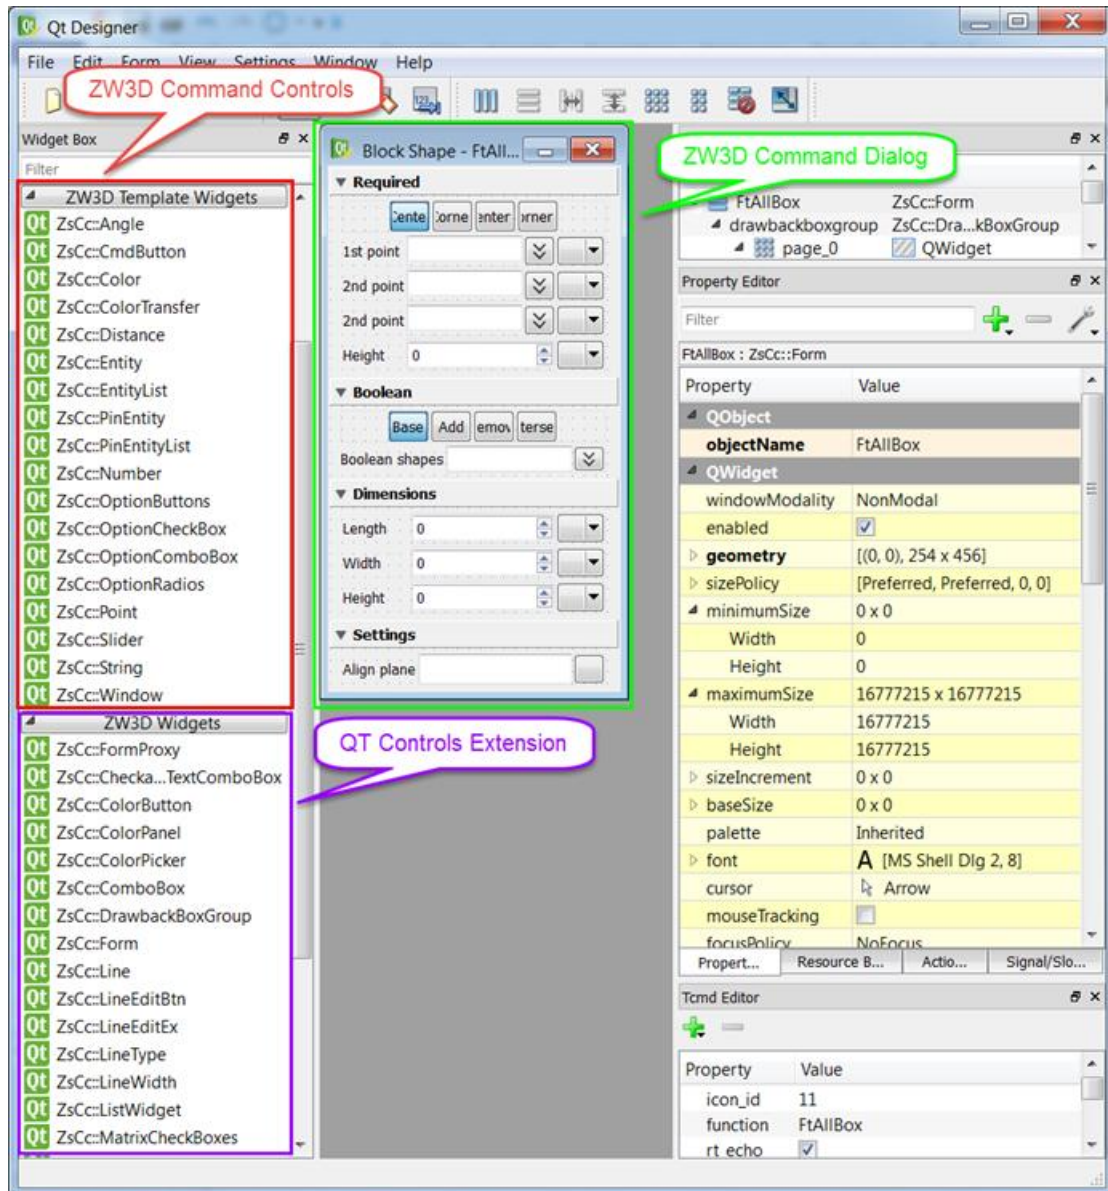 Qt Designer
File Edit Form View Settings Window Help
ZW3D Command Controls
Widget Box
Filter
ZW3D Template Widgets
ZsCc::Angle
ZsCc::CmdButton
ZsCc::Color
ZsCc::ColorTransfer
ZsCc::Distance
ZsCc::Entity
ZsCc::EntityList
ZsCc::PinEntity
ZsCc::PinEntityList
ZsCc::Number
ZsCc::OptionButtons
ZsCc::OptionCheckBox
ZsCc::OptionComboBox
ZsCc::OptionRadios
ZsCc::Point
ZsCc::Slider
ZsCc::String
ZsCc::Window
ZW3D Widgets
ZsCc::FormProxy
ZsCc::Checka...TextComboBox
ZsCc::ColorButton
ZsCc::ColorPanel
ZsCc::ColorPicker
ZsCc::ComboBox
ZsCc::DrawbackBoxGroup
ZsCc::Form
ZsCc::Line
ZsCc::LineEditBtn
ZsCc::LineEditEx
ZsCc::LineType
ZsCc::LineWidth
ZsCc::ListWidget
ZsCc::MatrixCheckBoxes
Block Shape - FtAll...
Required
1st point
2nd point
2nd point
Height 0
Boolean
Base Add emov terse
Boolean shapes
Dimensions
Length 0
Width 0
Height 0
Settings
Align plane
QT Controls Extension
ZW3D Command Dialog
FtAllBox ZsCc::Form
drawbackboxgroup ZsCc::Dra...kBoxGroup
page_0 QWidget
Property Editor
Filter
FtAllBox : ZsCc::Form
Property Value
QObject
objectName FtAllBox
QWidget
windowModality NonModal
enabled
geometry [(0, 0), 254 x 456]
sizePolicy [Preferred, Preferred, 0, 0]
minimumSize 0 x 0
Width 0
Height 0
maximumSize 16777215 x 16777215
Width 16777215
Height 16777215
sizeIncrement 0 x 0
baseSize 0 x 0
palette Inherited
font A [MS Shell Dlg 2, 8]
cursor Arrow
mouseTracking
focusPolicy NoFocus
Propert... Resource B... Actio... Signal/Slo...
Tcmd Editor
Property Value
icon_id 11
function FtAllBox
rt echo